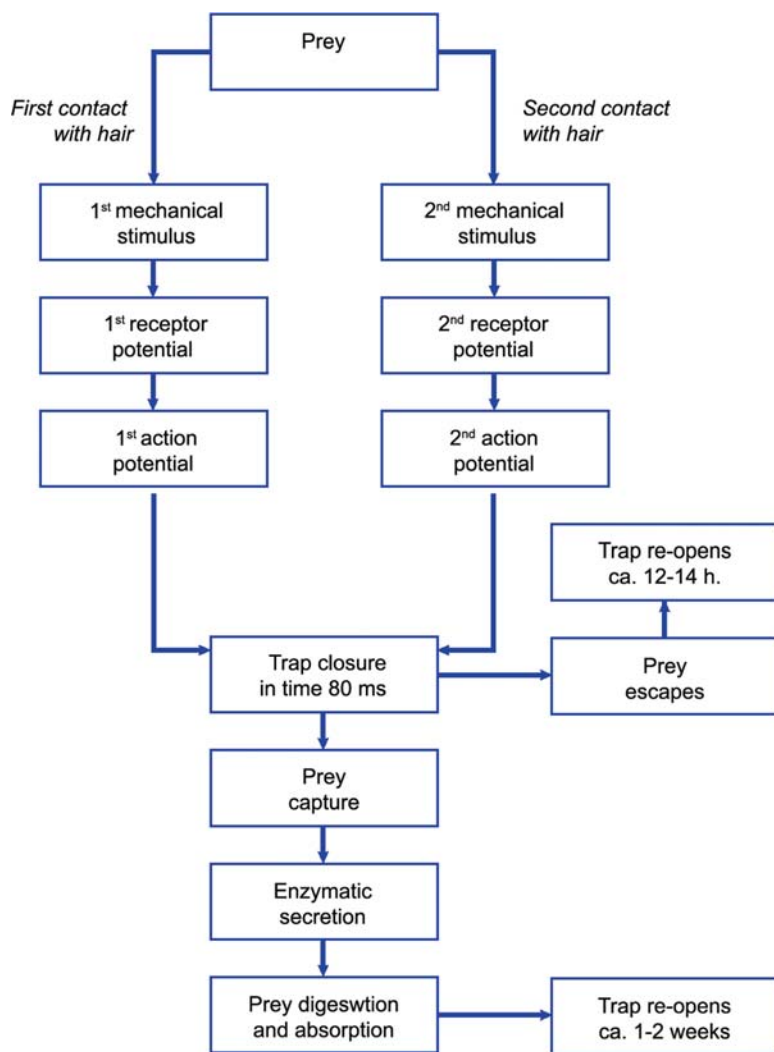 Prey
First contact
with hair
Second contact
with hair
1st mechanical
stimulus
2nd mechanical
stimulus
1st receptor
potential
2nd receptor
potential
1st action
potential
2nd action
potential
Trap re-opens
ca. 12-14 h.
Trap closure
in time 80 ms
Prey
escapes
Prey
capture
Enzymatic
secretion
Prey digeswtion
and absorption
Trap re-opens
ca. 1-2 weeks